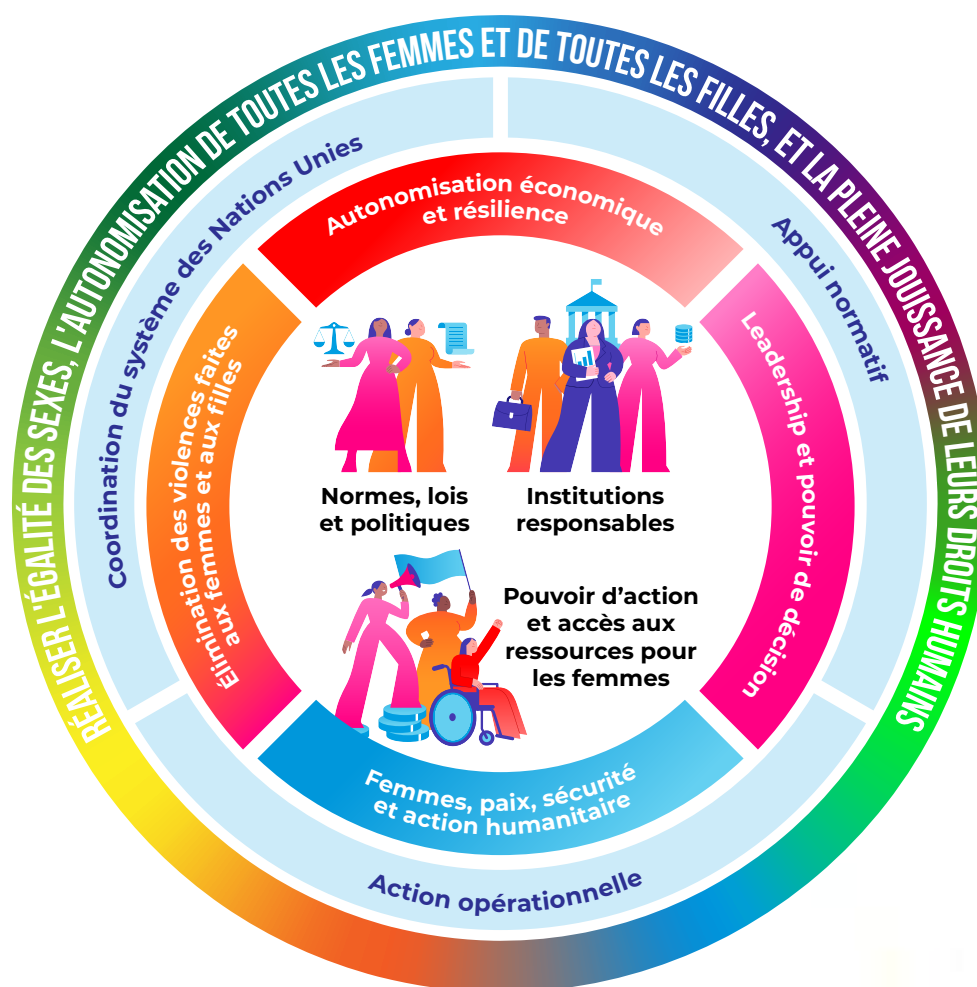 RÉALISER L'ÉGALITÉ DES SEXES, L'AUTONOMISATION DE TOUTES LES FEMMES ET DE TOUTES LES FILLES, ET LA PLEINE JOUISSANCE DE LEURS DROITS HUMAINS
Coordination du système des Nations Unies
Appui normatif
Action opérationnelle
Autonomisation économique
et résilience
Élimination des violences faites
aux femmes et aux filles
Leadership et pouvoir de décision
Femmes, paix, sécurité
et action humanitaire
Normes, lois
et politiques
Institutions
responsables
Pouvoir d’action
et accès aux
ressources pour
les femmes